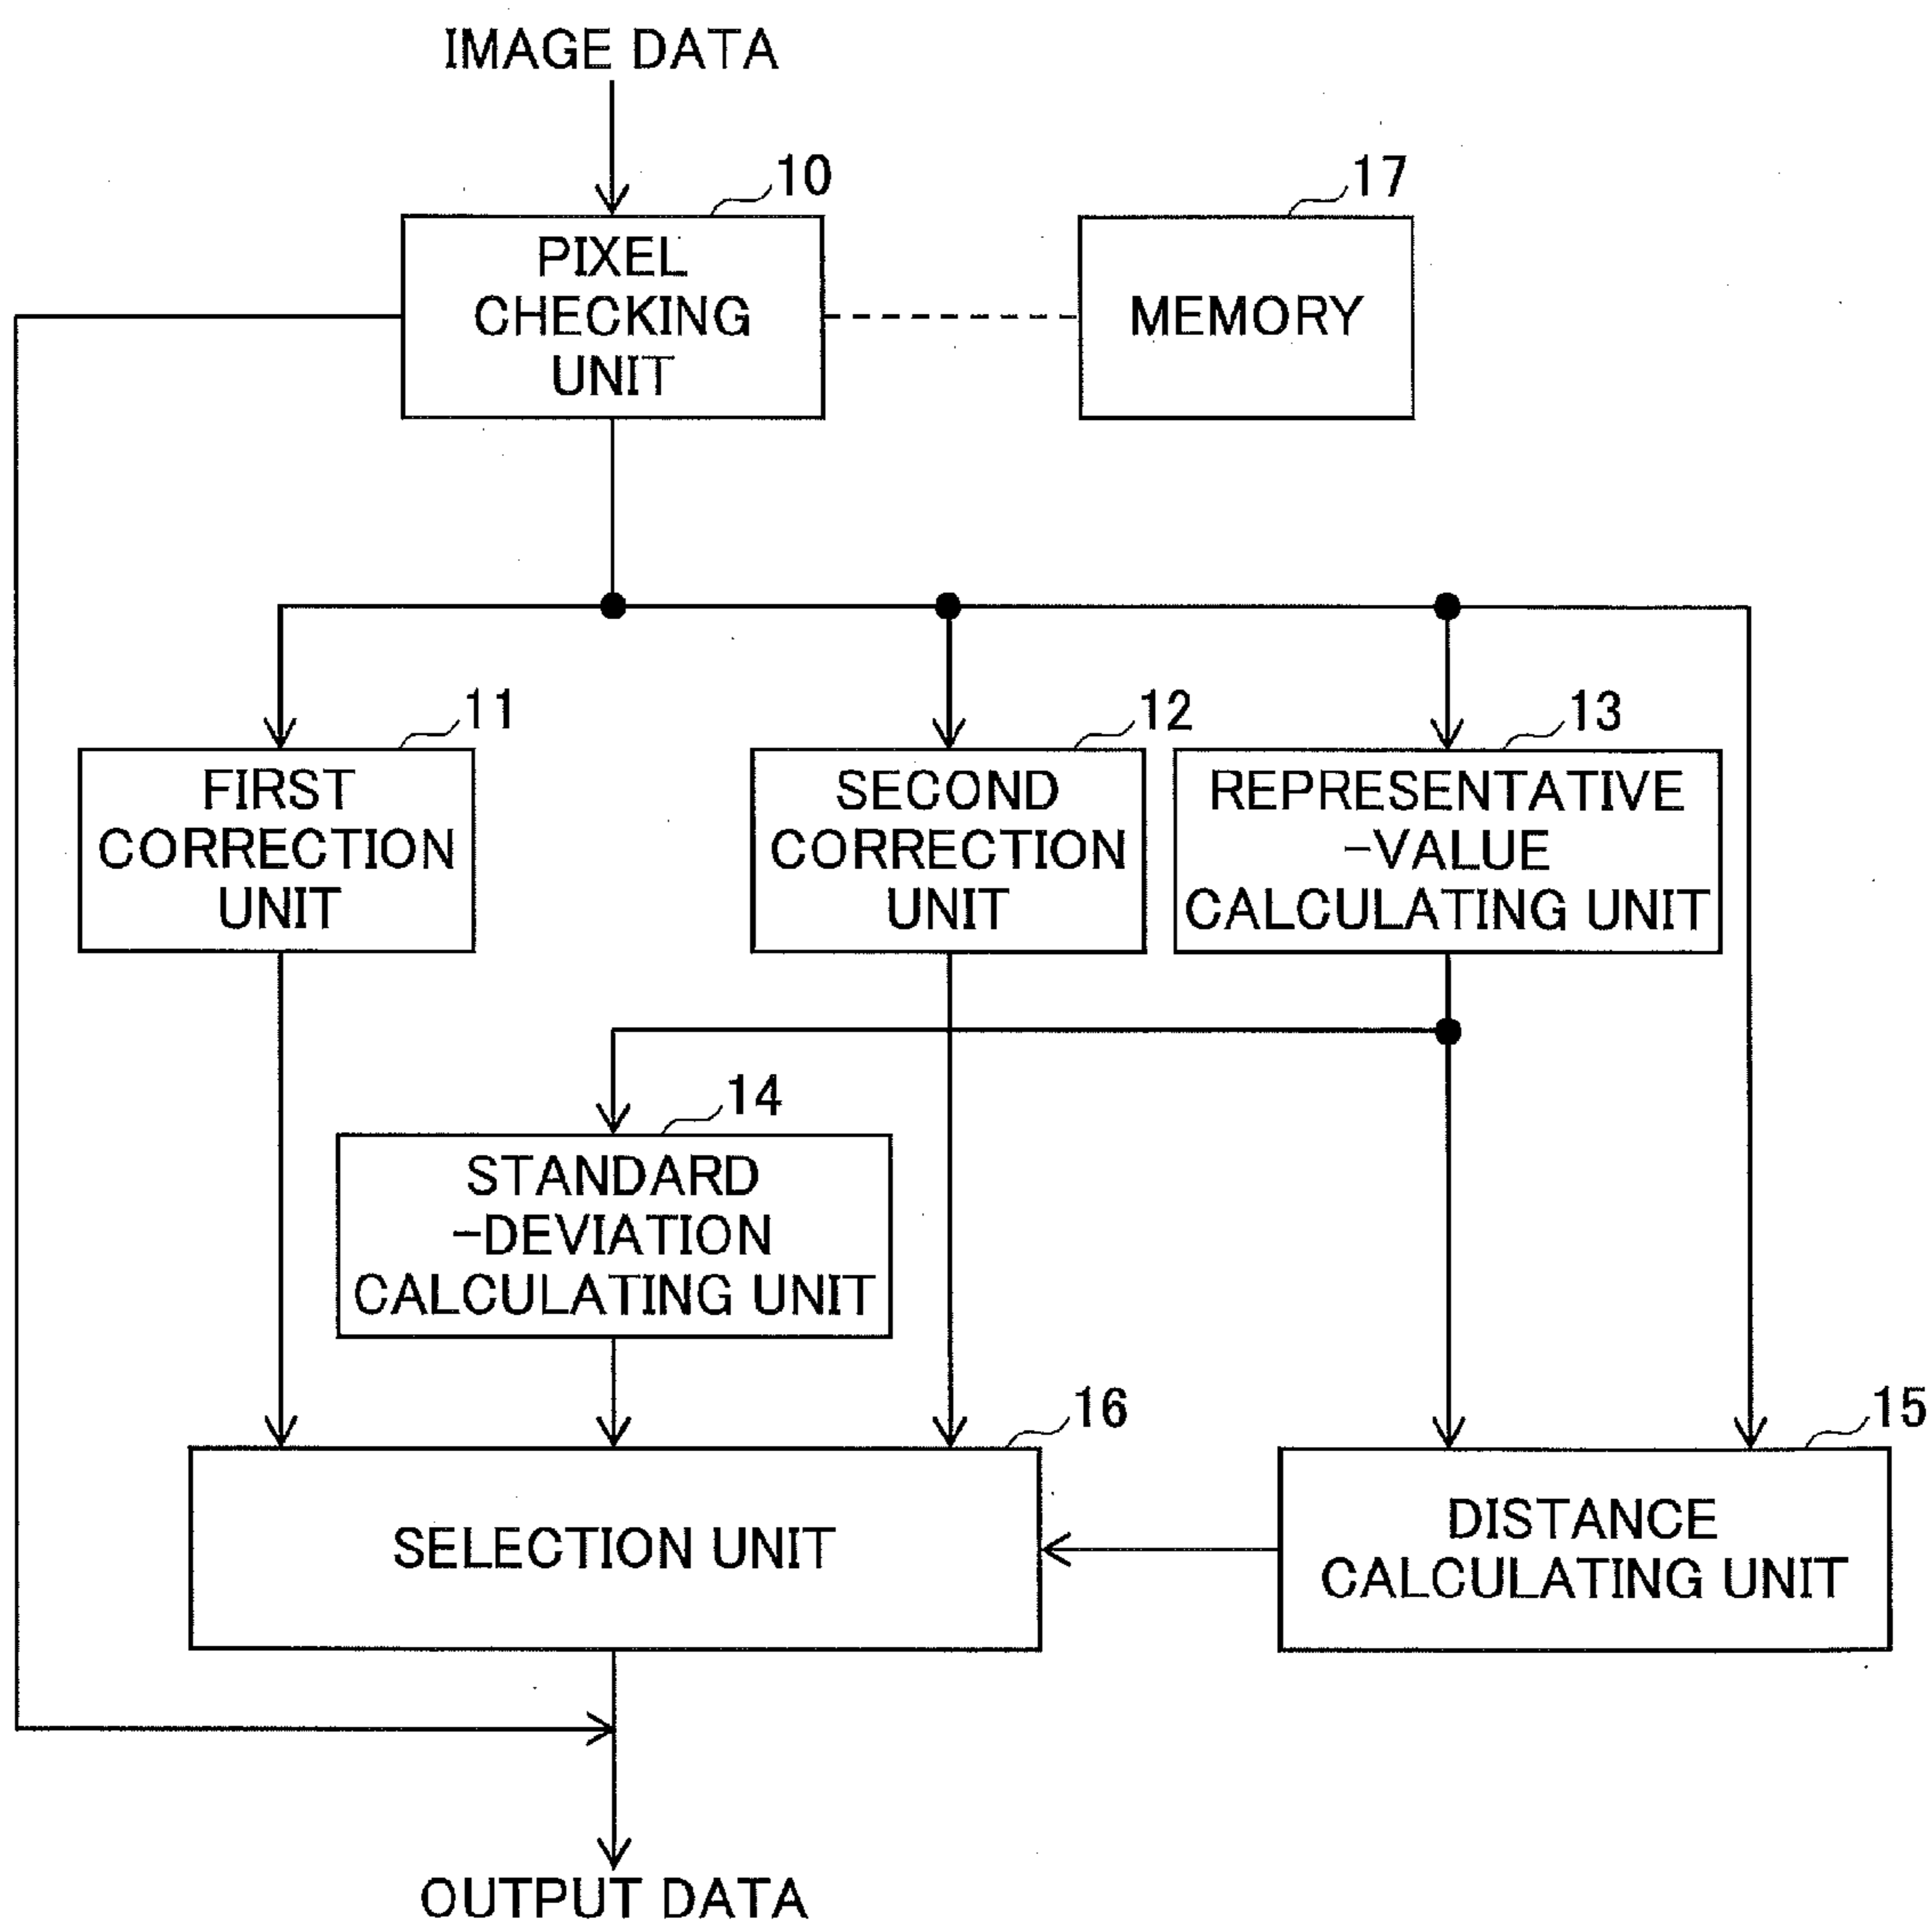 IMAGE DATA
10
17
PIXEL
CHECKING
UNIT
MEMORY
11
12
13
FIRST
CORRECTION
UNIT
SECOND
CORRECTION
UNIT
REPRESENTATIVE
-VALUE
CALCULATING UNIT
14
STANDARD
-DEVIATION
CALCULATING UNIT
16
15
SELECTION UNIT
DISTANCE
CALCULATING UNIT
OUTPUT DATA